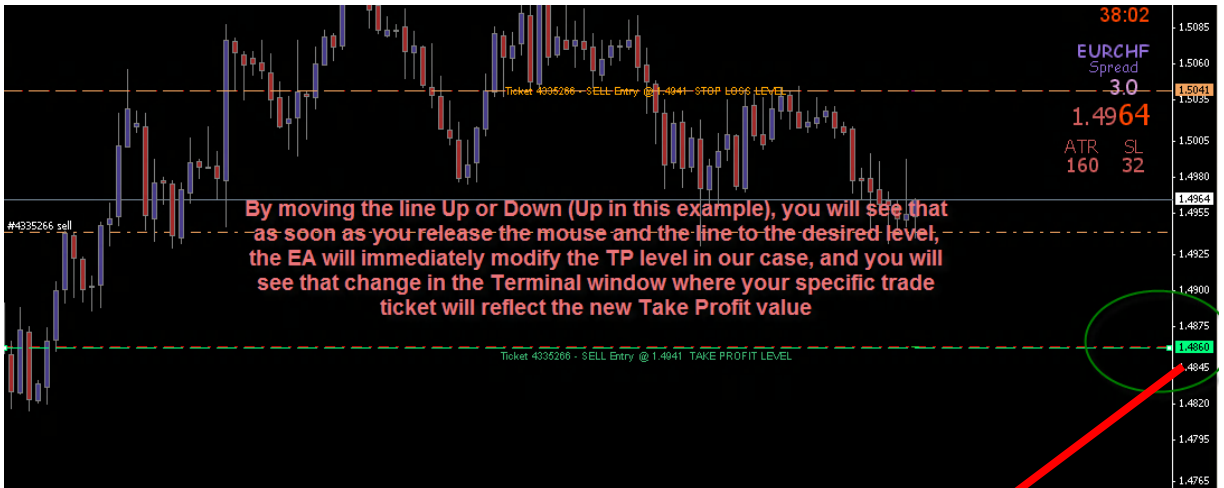 38:02
1.5085
EURCHF
1.5060
Spread
3.0
Ticket 4335266 - SELL Entry @ 1.4941 STOP LOSS LEVEL
1.5041
1.5035
1.4964
1.5005
ATR SL
160 32
1.4980
1.4964
1.4955
#4335266 sell
By moving the line Up or Down (Up in this example), you will see that
as soon as you release the mouse and the line to the desired level,
the EA will immediately modify the TP level in our case, and you will
see that change in the Terminal window where your specific trade
ticket will reflect the new Take Profit value
1.4925
1.4900
1.4875
1.4860
Ticket 4335266 - SELL Entry @ 1.4941 TAKE PROFIT LEVEL
1.4845
1.4820
1.4795
1.4765